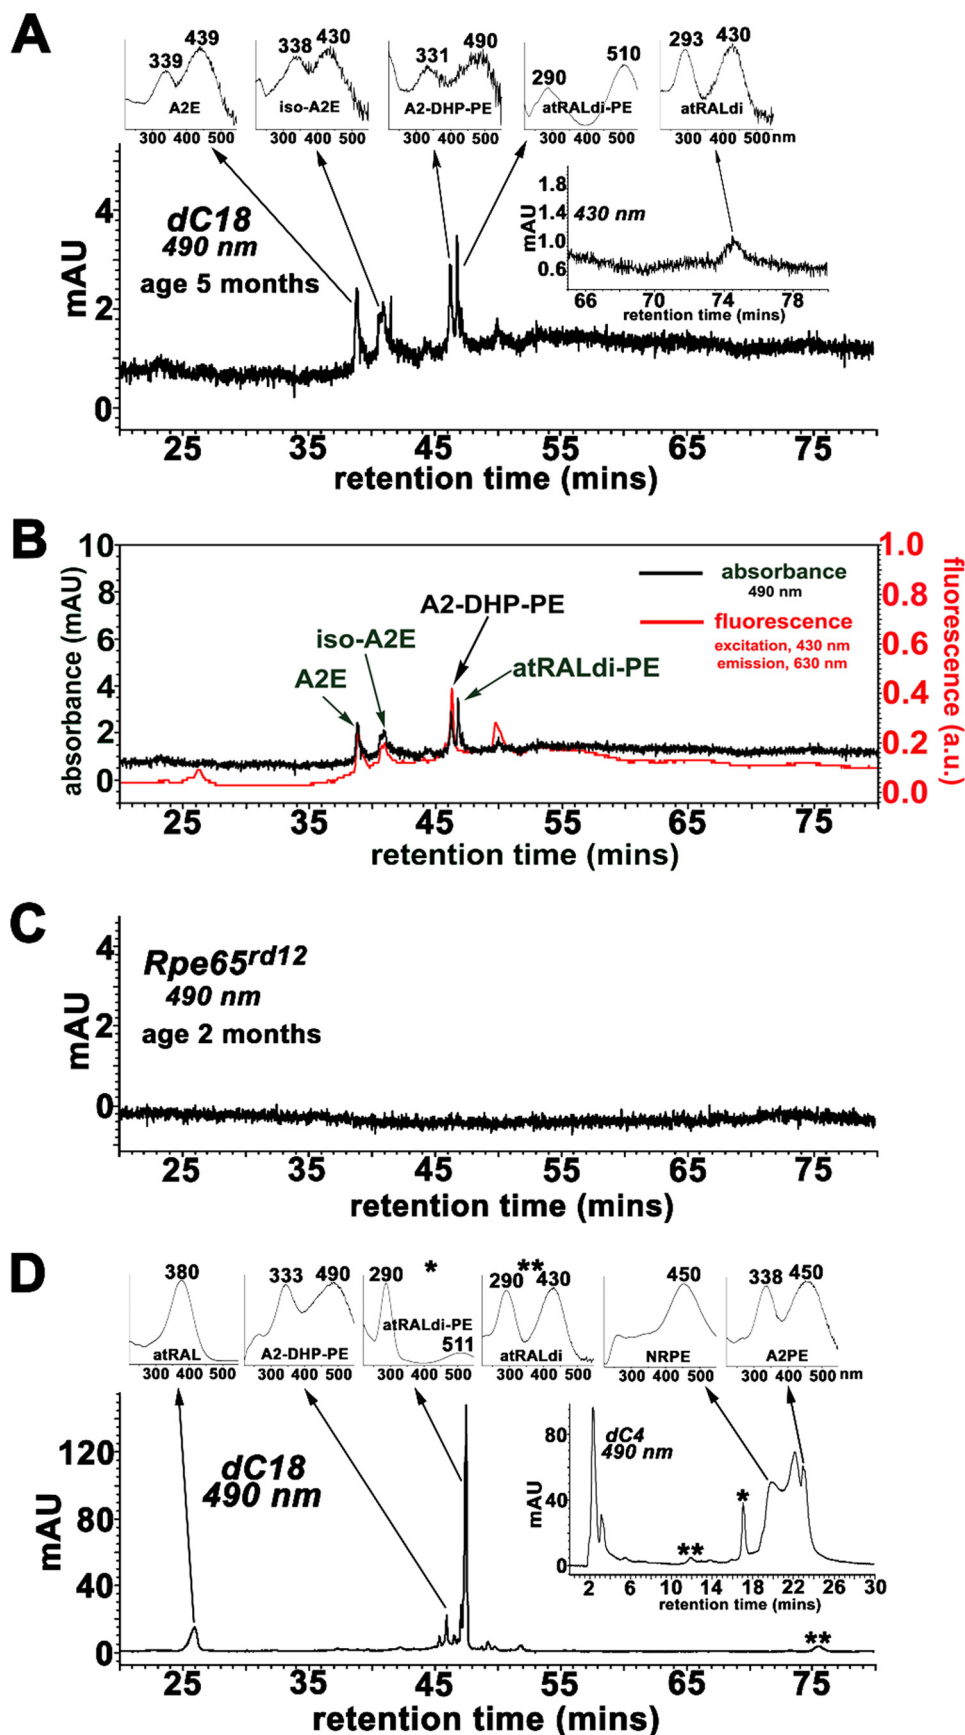 A
339 439
A2E
300 400 500
338 430
iso-A2E
300 400 500
331 490
A2-DHP-PE
300 400 500
290 510
atRALdi-PE
300 400 500
293 430
atRALdi
300 400 500 nm
mAU
4
2
0
dC18
490 nm
age 5 months
mAU
1.8
1.4
1.0
0.6
430 nm
66 70 74 78
retention time (mins)
25 35 45 55 65 75
retention time (mins)
B
absorbance (mAU)
10
8
6
4
2
0
A2E
iso-A2E
A2-DHP-PE
atRALdi-PE
absorbance
490 nm
fluorescence
excitation, 430 nm
emission, 630 nm
1.0
0.8
0.6
0.4
0.2
0.0
fluorescence (a.u.)
25 35 45 55 65 75
retention time (mins)
C
mAU
4
2
0
Rpe65rd12
490 nm
age 2 months
25 35 45 55 65 75
retention time (mins)
D
380
atRAL
300 400 500
333 490
A2-DHP-PE
300 400 500
*
290
atRALdi-PE
511
300 400 500
**
290 430
atRALdi
300 400 500
450
NRPE
300 400 500
338 450
A2PE
300 400 500 nm
mAU
120
80
40
0
dC18
490 nm
**
mAU
80
40
0
dC4
490 nm
**
*
2 6 10 14 18 22 26 30
retention time (mins)
25 35 45 55 65 75
retention time (mins)